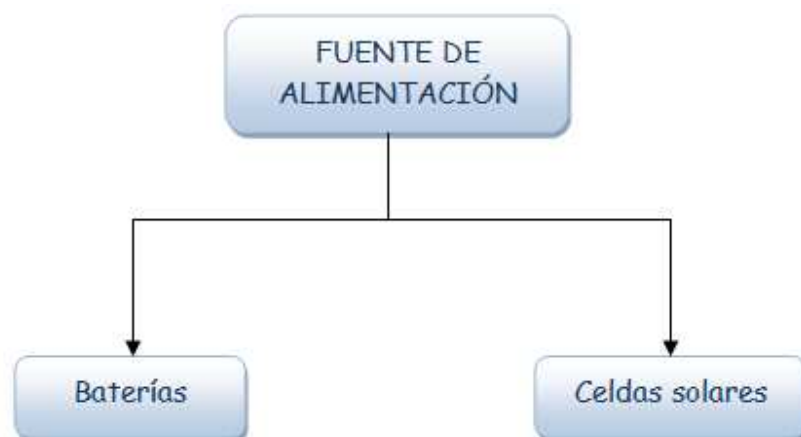 FUENTE DE
ALIMENTACIÓN
Baterías
Celdas solares